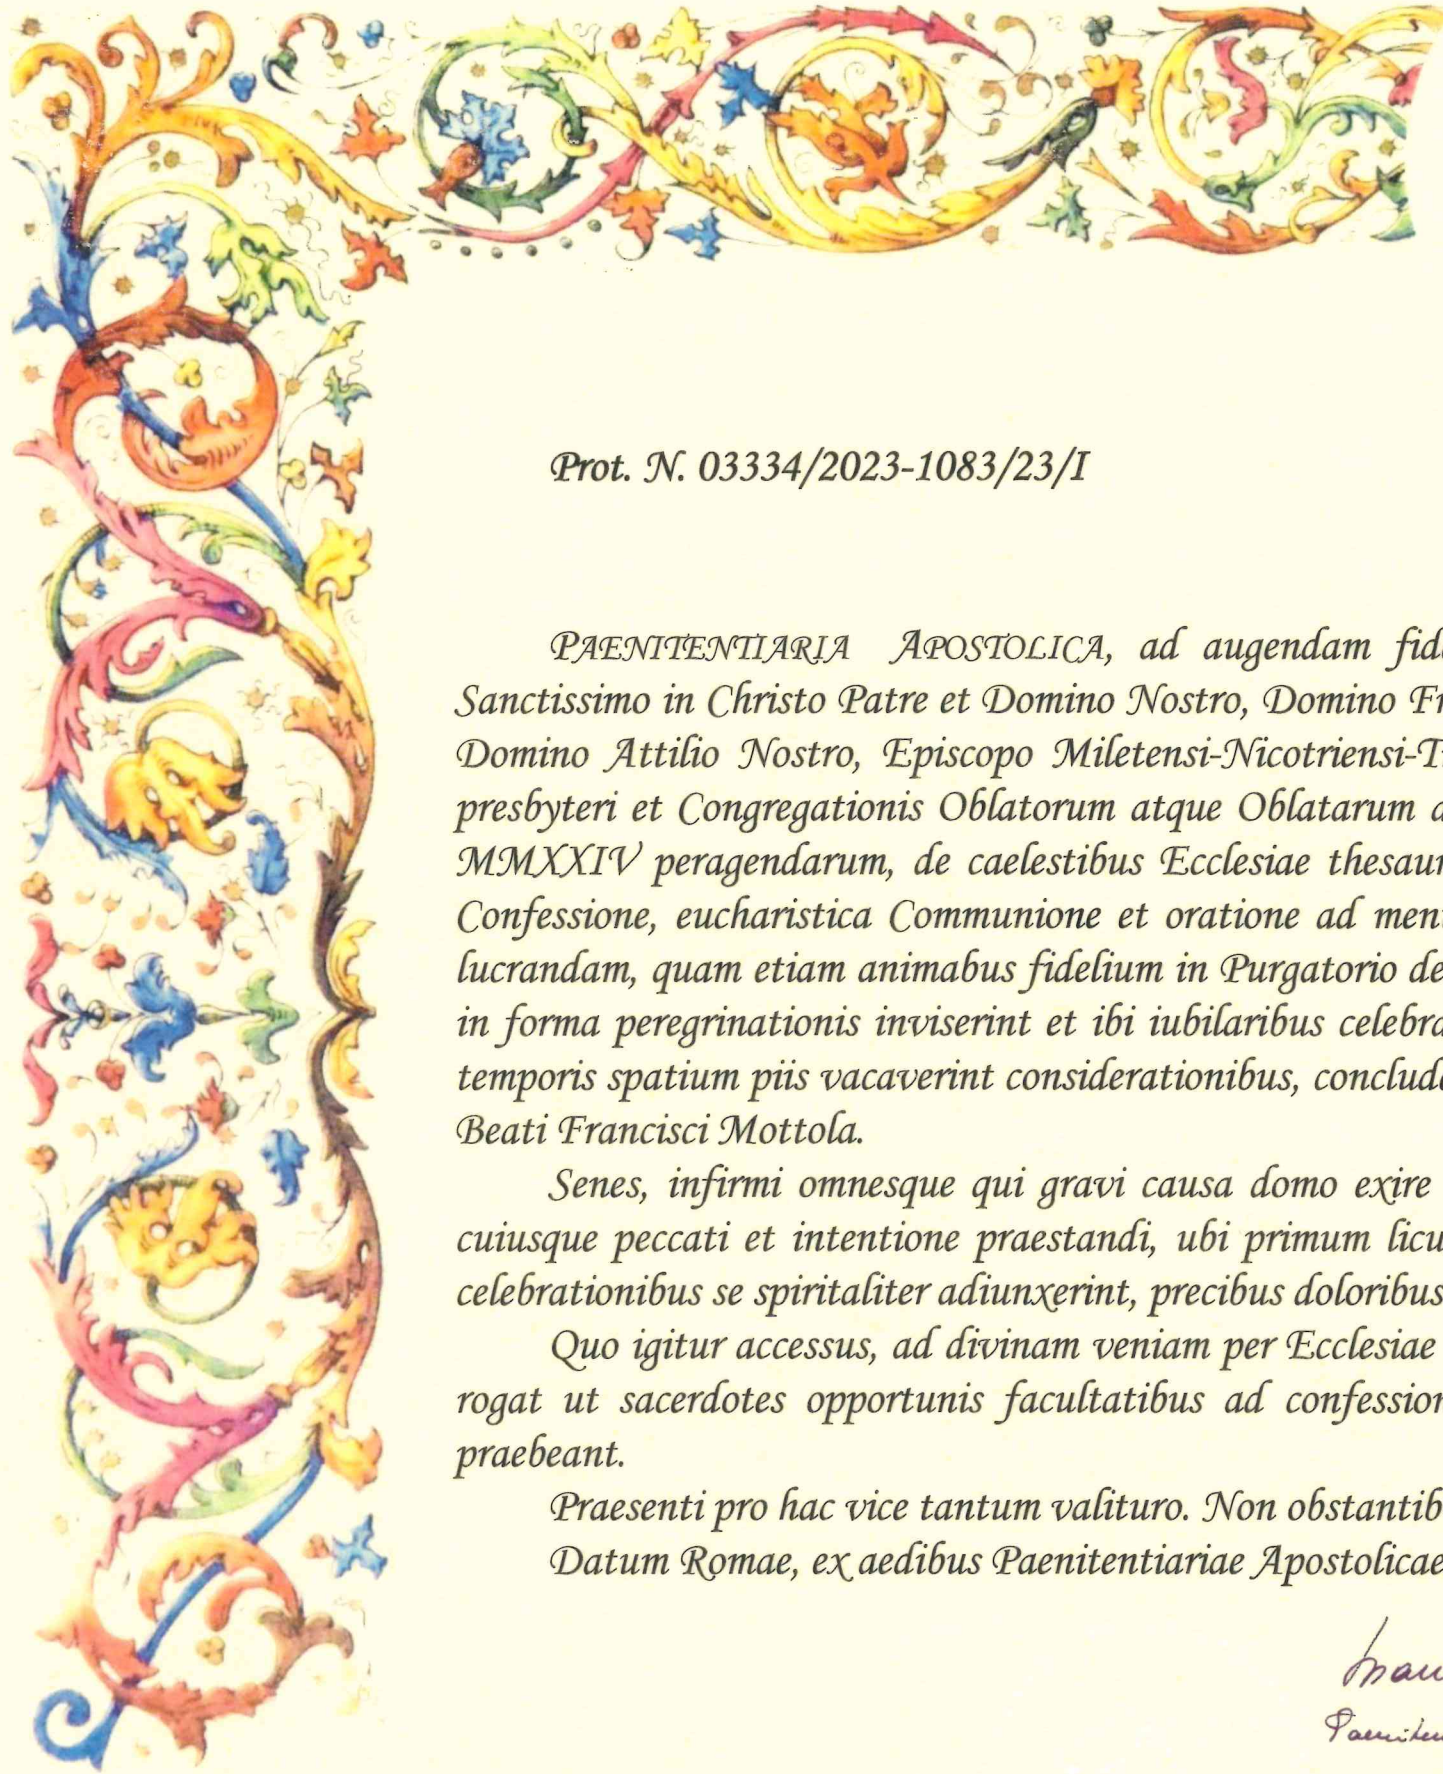 Prot. N. 03334/2023-1083/23/I
PAENITENTIARIA APOSTOLICA, ad augendam fid
Sanctissimo in Christo Patre et Domino Nostro, Domino Fr
Domino Attilio Nostro, Episcopo Miletensi-Nicotriensi-T
presbyteri et Congregationis Oblatorum atque Oblatarum
MMXXIV peragendarum, de caelestibus Ecclesiae thesaur
Confessione, eucharistica Communione et oratione ad men
lucrandam, quam etiam animabus fidelium in Purgatorio de
in forma peregrinationis inviserint et ibi iubilaribus celebra
temporis spatium piis vacaverint considerationibus, conclud
Beati Francisci Mottola.
Senes, infirmi omnesque qui gravi causa domo exire
cuiusque peccati et intentione praestandi, ubi primum licu
celebrationibus se spiritaliter adiunxerint, precibus doloribus
Quo igitur accessus, ad divinam veniam per Ecclesiae
rogat ut sacerdotes opportunis facultatibus ad confession
praebeant.
Praesenti pro hac vice tantum valituro. Non obstantib
Datum Romae, ex aedibus Paenitentiariae Apostolicae